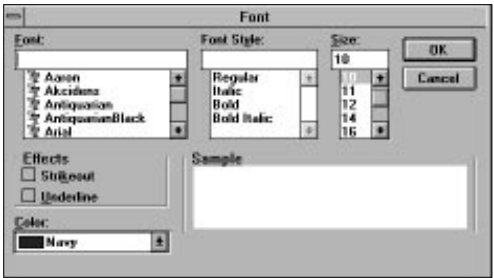 Font
Font:
Font Style:
Size:
10
OK
Cancel
Aaron
Akcidens
Antiquarian
AntiquarianBlack
Arial
Regular
Italic
Bold
Bold Italic
10
11
12
14
16
Effects
Strikeout
Underline
Sample
Color:
Navy